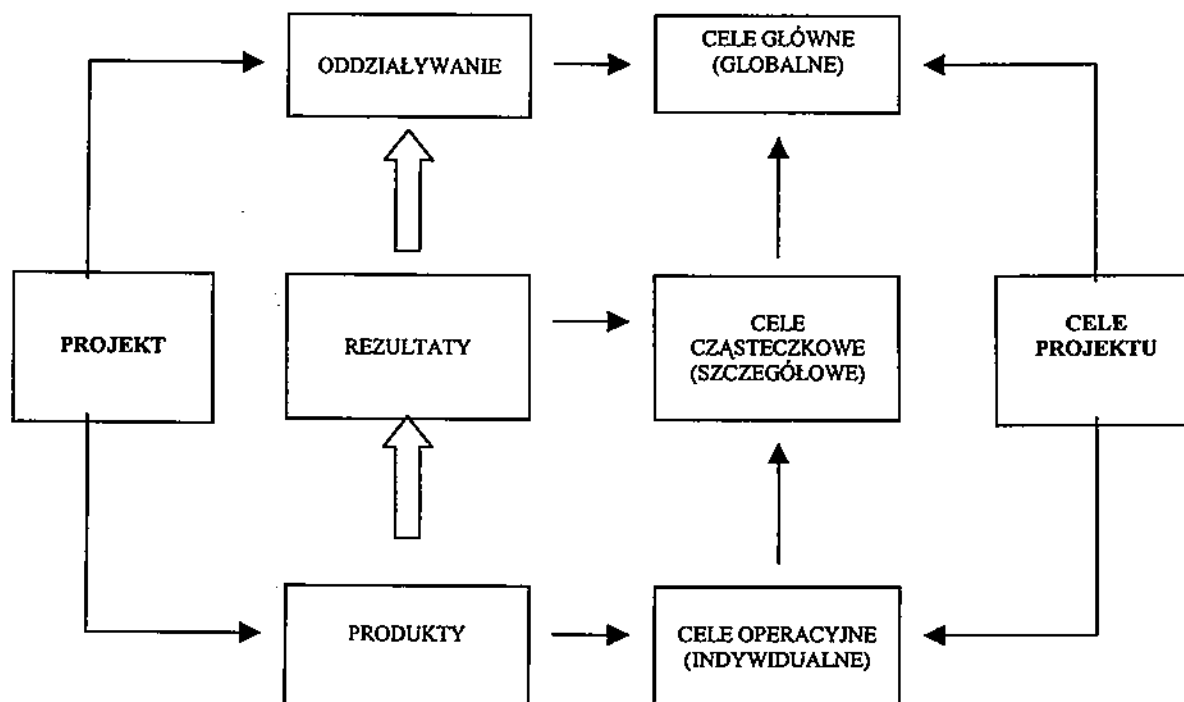 ODDZIAŁYWANIE
CELE GŁÓWNE
(GLOBALNE)
PROJEKT
REZULTATY
CELE
CZĄSTECZKOWE
(SZCZEGÓŁOWE)
CELE
PROJEKTU
PRODUKTY
CELE OPERACYJNE
(INDYWIDUALNE)